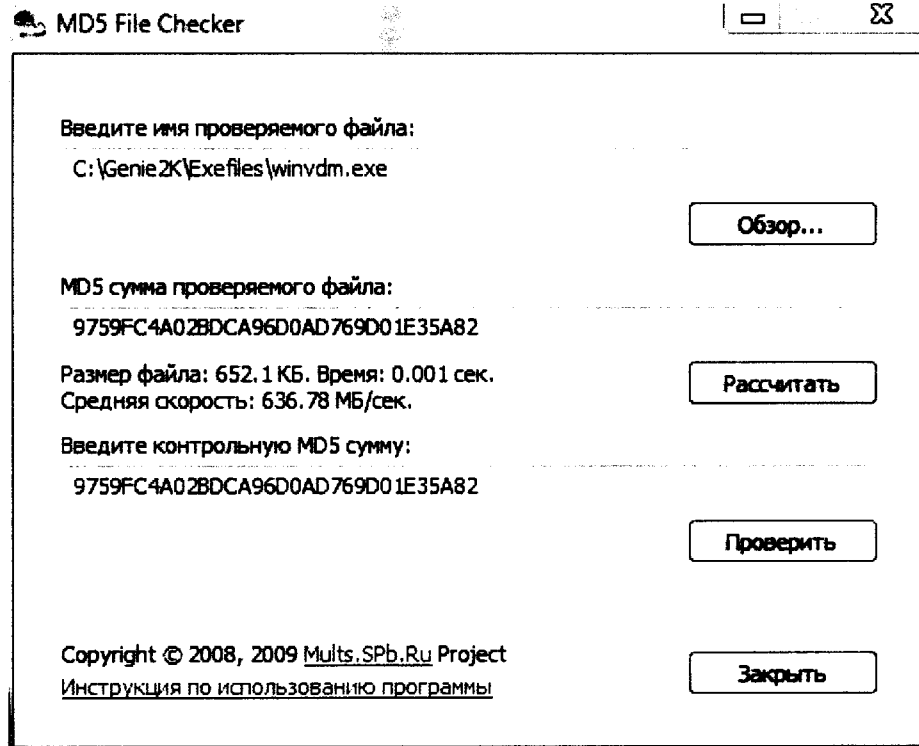 MD5 File Checker
Введите имя проверяемого файла:
C:\Genie2K\Exefiles\winvdm.exe
Обзор...
MD5 сумма проверяемого файла:
9759FC4A02BDCA96D0AD769D01E35A82
Размер файла: 652.1 КБ. Время: 0.001 сек.
Средняя скорость: 636.78 МБ/сек.
Рассчитать
Введите контрольную MD5 сумму:
9759FC4A02BDCA96D0AD769D01E35A82
Проверить
Copyright © 2008, 2009 Mults.SPb.Ru Project
Инструкция по использованию программы
Закрыть